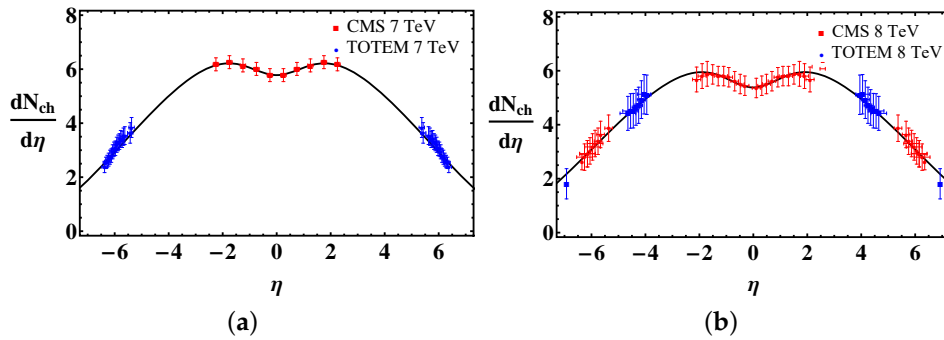 8
6
4
2
0
dN_ch
dη
CMS 7 TeV
TOTEM 7 TeV
−6 −4 −2 0 2 4 6
η
(a)
8
6
4
2
0
dN_ch
dη
CMS 8 TeV
TOTEM 8 TeV
−6 −4 −2 0 2 4 6
η
(b)